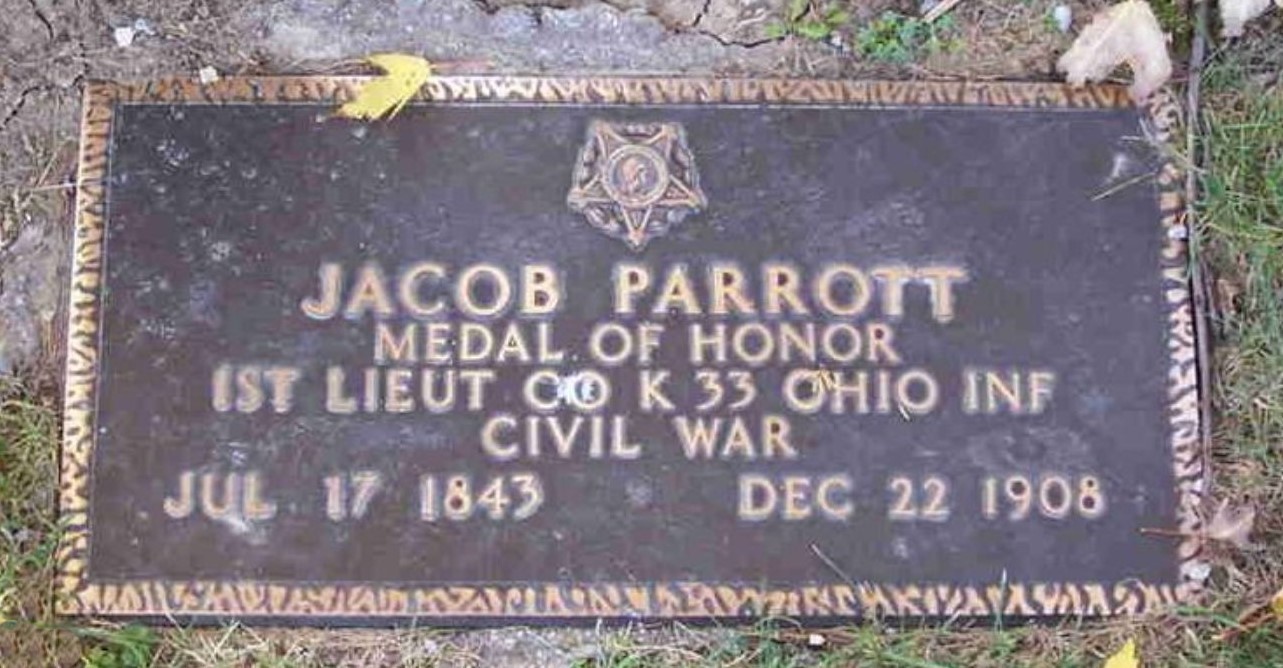 JACOB PARROTT
MEDAL OF HONOR
1ST LIEUT CO K 33 OHIO INF
CIVIL WAR
JUL 17 1843 DEC 22 1908